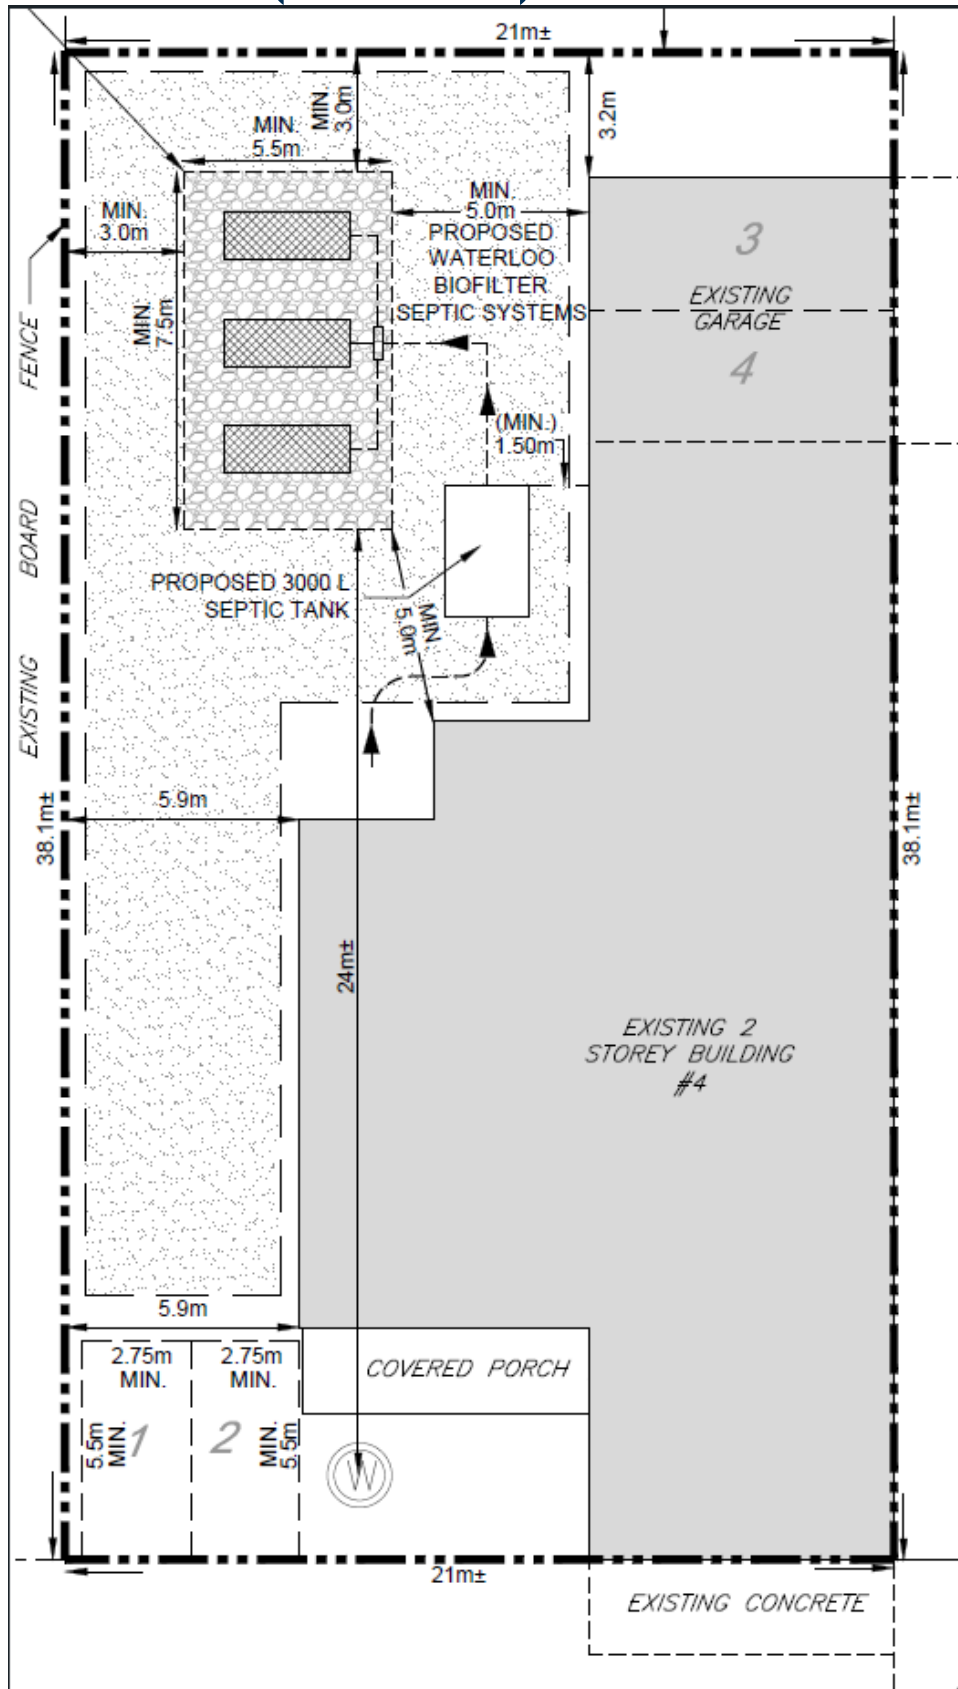 21m±
MIN.
3.0m
3.2m
MIN.
5.5m
MIN.
3.0m
MIN.
5.0m
PROPOSED
WATERLOO
BIOFILTER
SEPTIC SYSTEMS
MIN.
7.5m
3
EXISTING
GARAGE
4
(MIN.)
1.50m
EXISTING BOARD FENCE
PROPOSED 3000 L
SEPTIC TANK
MIN.
5.0m
5.9m
38.1m±
38.1m±
24m±
EXISTING 2
STOREY BUILDING
#4
5.9m
2.75m
MIN.
2.75m
MIN.
COVERED PORCH
5.5m
MIN.
1
2
MIN.
5.5m
W
21m±
EXISTING CONCRETE